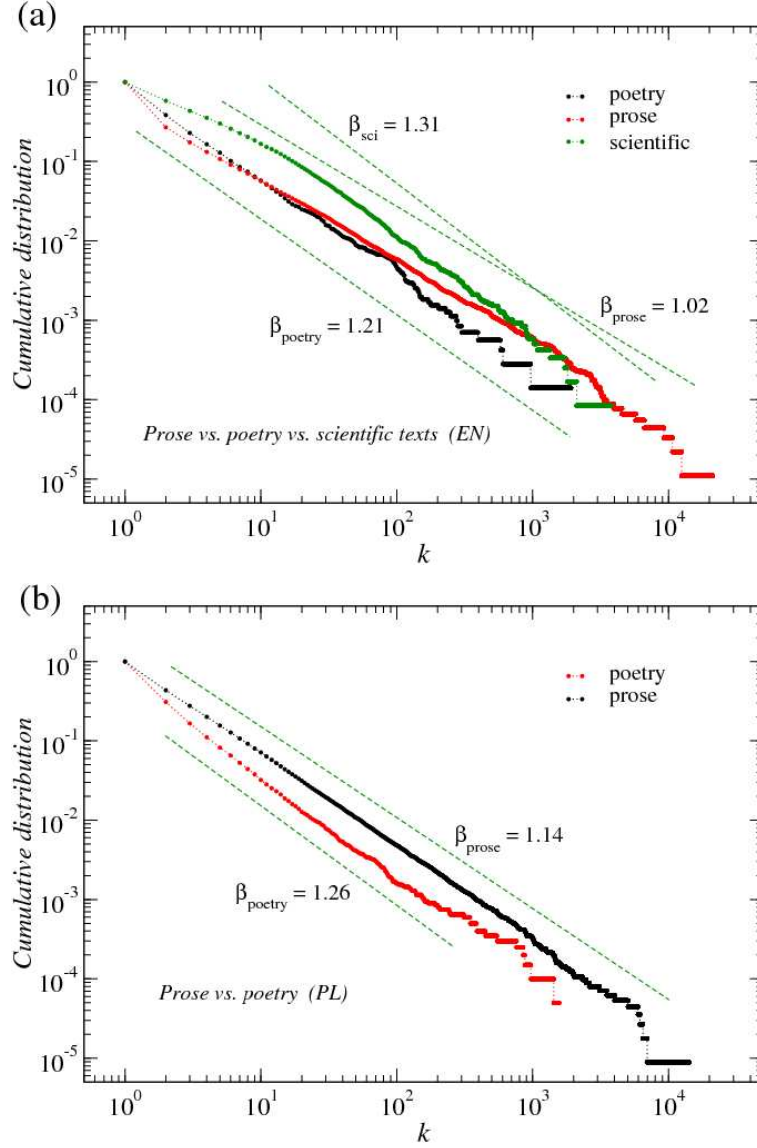 (a)
10^0
10^-1
10^-2
10^-3
10^-4
10^-5
Cumulative distribution
β_sci = 1.31
poetry
prose
scientific
β_prose = 1.02
β_poetry = 1.21
Prose vs. poetry vs. scientific texts (EN)
10^0 10^1 10^2 10^3 10^4
k
(b)
10^0
10^-1
10^-2
10^-3
10^-4
10^-5
Cumulative distribution
poetry
prose
β_prose = 1.14
β_poetry = 1.26
Prose vs. poetry (PL)
10^0 10^1 10^2 10^3 10^4
k